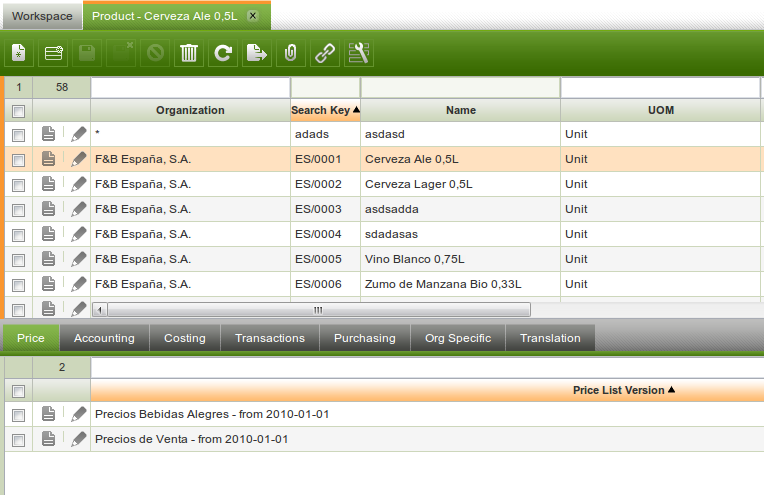 Workspace Product - Cerveza Ale 0,5L x
1 58
Organization Search Key Name UOM
* adads asdasd Unit
F&B España, S.A. ES/0001 Cerveza Ale 0,5L Unit
F&B España, S.A. ES/0002 Cerveza Lager 0,5L Unit
F&B España, S.A. ES/0003 asdsadda Unit
F&B España, S.A. ES/0004 sdadasas Unit
F&B España, S.A. ES/0005 Vino Blanco 0,75L Unit
F&B España, S.A. ES/0006 Zumo de Manzana Bio 0,33L Unit
Price Accounting Costing Transactions Purchasing Org Specific Translation
2
Price List Version
Precios Bebidas Alegres - from 2010-01-01
Precios de Venta - from 2010-01-01